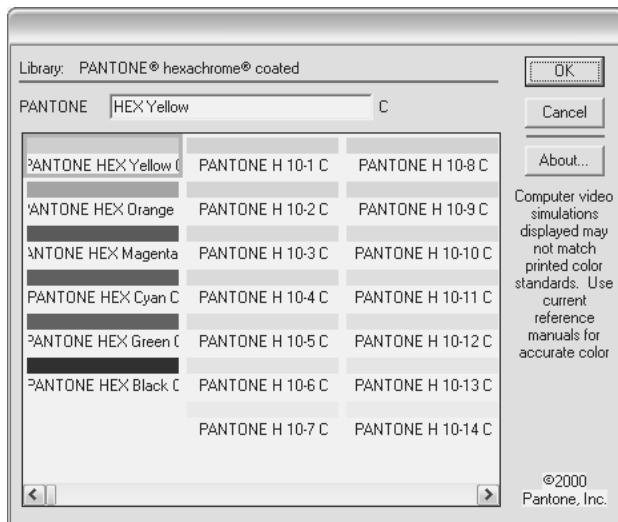 Library: PANTONE® hexachrome® coated
PANTONE HEX Yellow C
OK
Cancel
About...
PANTONE HEX Yellow C
PANTONE HEX Orange
PANTONE HEX Magenta
PANTONE HEX Cyan C
PANTONE HEX Green C
PANTONE HEX Black C
PANTONE H 10-1 C
PANTONE H 10-2 C
PANTONE H 10-3 C
PANTONE H 10-4 C
PANTONE H 10-5 C
PANTONE H 10-6 C
PANTONE H 10-7 C
PANTONE H 10-8 C
PANTONE H 10-9 C
PANTONE H 10-10 C
PANTONE H 10-11 C
PANTONE H 10-12 C
PANTONE H 10-13 C
PANTONE H 10-14 C
Computer video
simulations
displayed may
not match
printed color
standards. Use
current
reference
manuals for
accurate color
©2000
Pantone, Inc.